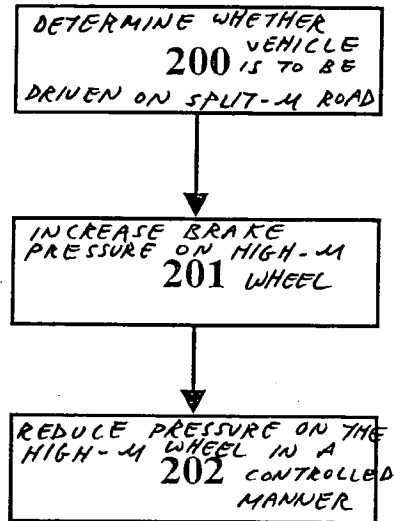 DETERMINE WHETHER
VEHICLE
200 IS TO BE
DRIVEN ON SPLIT-μ ROAD
INCREASE BRAKE
PRESSURE ON HIGH-μ
201 WHEEL
REDUCE PRESSURE ON THE
HIGH-μ WHEEL IN A
202 CONTROLLED
MANNER